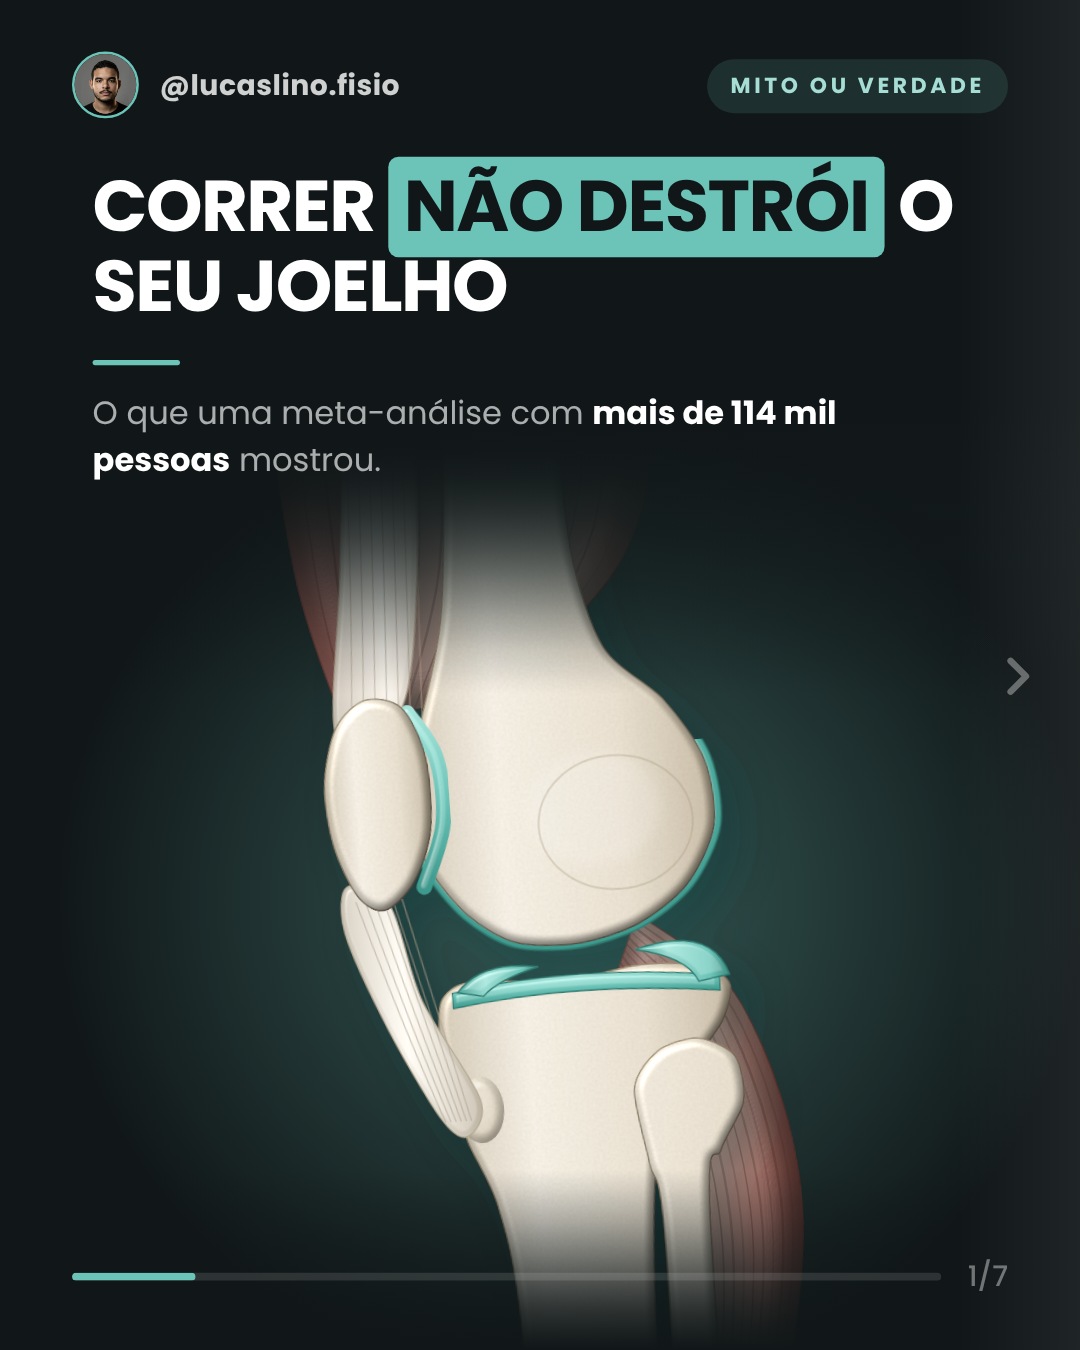 @lucaslino.fisio
MITO OU VERDADE
CORRER NÃO DESTRÓI O
SEU JOELHO
O que uma meta-análise com mais de 114 mil
pessoas mostrou.
1/7